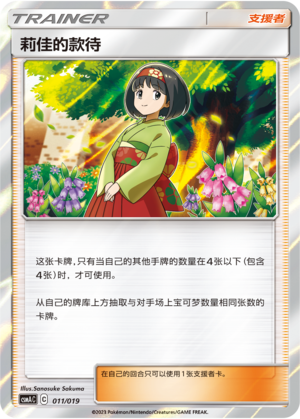 TRAINER
支援者
莉佳的款待
这张卡牌,只有当自己的其他手牌的数量在4张以下(包含
4张)时,才可使用。
从自己的牌库上方抽取与对手场上宝可梦数量相同张数的
卡牌。
在自己的回合只可以使用1张支援者卡。
Illus.Sanosuke Sakuma
CSMAC C 011/019
©2023 Pokémon/Nintendo/Creatures/GAME FREAK.